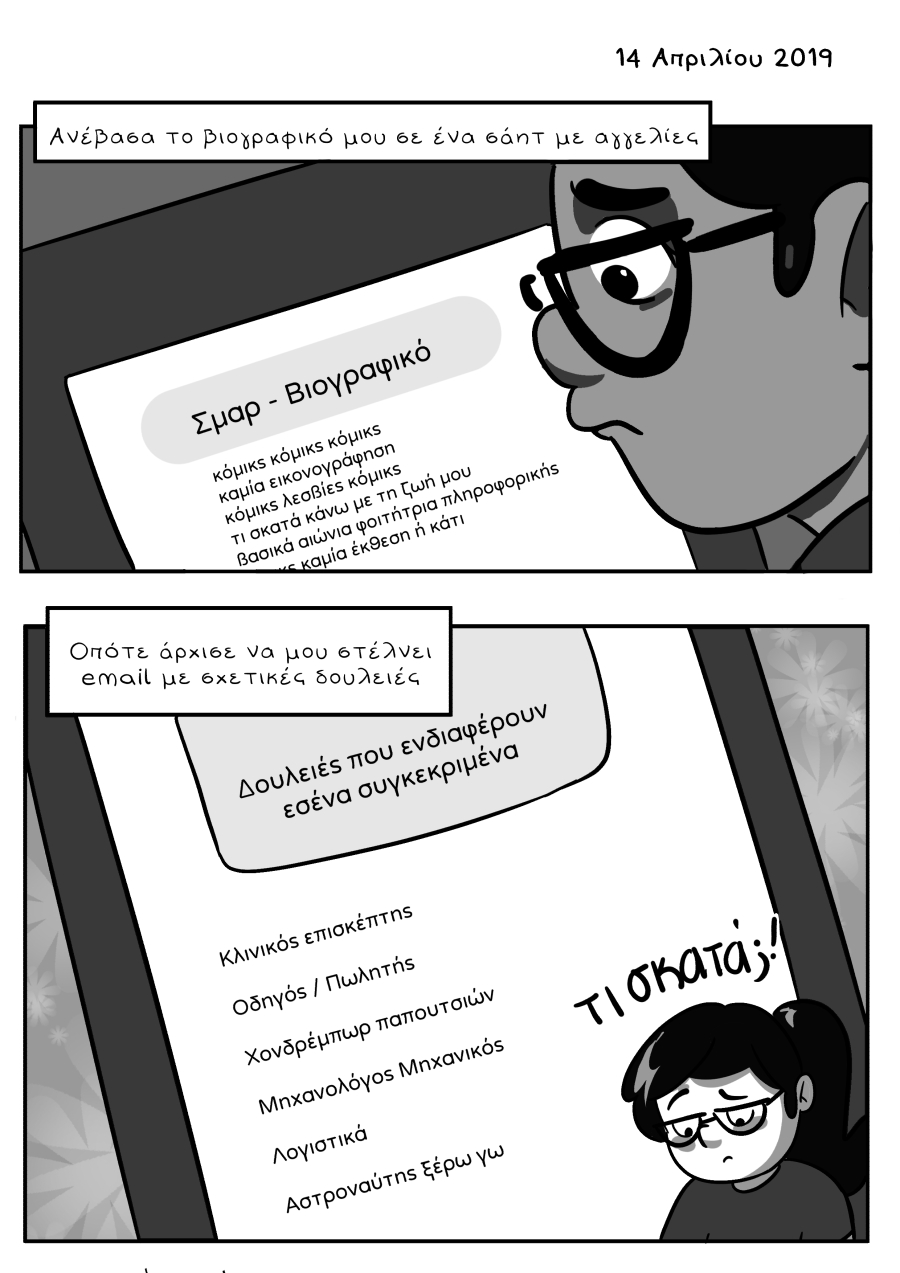 14 Απριλίου 2019
Ανέβασα το βιογραφικό μου σε ένα σάητ με αγγελίες
Σμαρ - Βιογραφικό
κόμικς κόμικς κόμικς
καμία εικονογράφηση
κόμικς λεσβίες κόμικς
τι σκατά κάνω με τη ζωή μου
βασικά αιώνια φοιτήτρια πληροφορικής
καμία έκθεση ή κάτι
Οπότε άρχισε να μου στέλνει
email με σχετικές δουλειές
Δουλειές που ενδιαφέρουν
εσένα συγκεκριμένα
Κλινικός επισκέπτης
Οδηγός / Πωλητής
Χονδρέμπωρ παπουτσιών
Μηχανολόγος Μηχανικός
Λογιστικά
Αστροναύτης ξέρω γω
τι σκατά;!